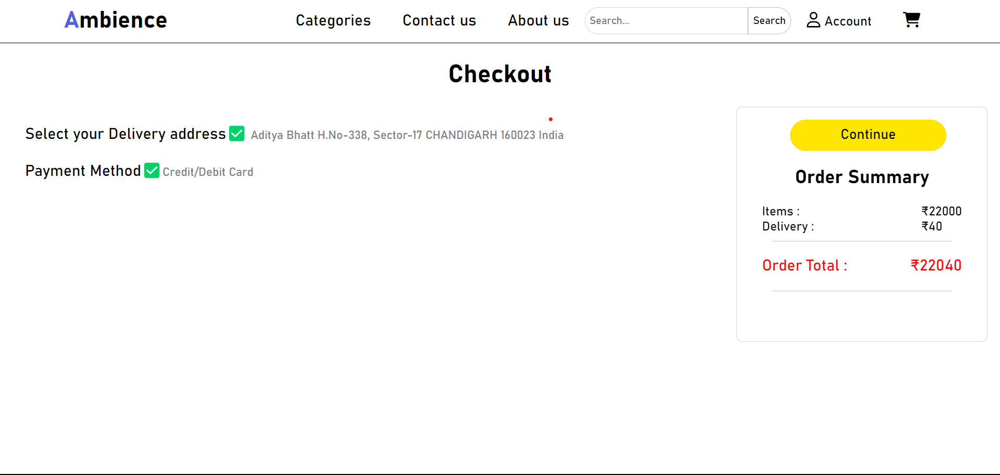 Ambience Categories Contact us About us Search... Search Account
Checkout
Select your Delivery address Aditya Bhatt H.No-338, Sector-17 CHANDIGARH 160023 India
Payment Method Credit/Debit Card
Continue
Order Summary
Items : ₹22000
Delivery : ₹40
Order Total : ₹22040